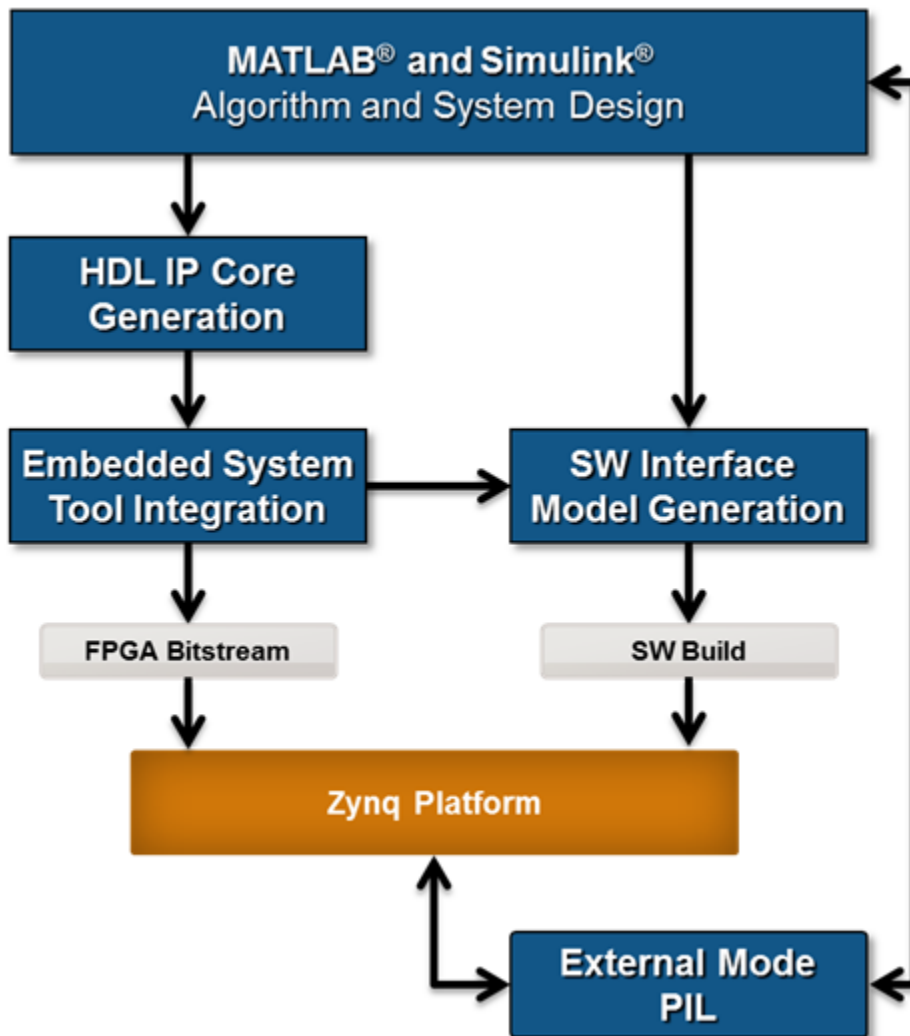 MATLAB® and Simulink®
Algorithm and System Design
HDL IP Core
Generation
Embedded System
Tool Integration
SW Interface
Model Generation
FPGA Bitstream
SW Build
Zynq Platform
External Mode
PIL